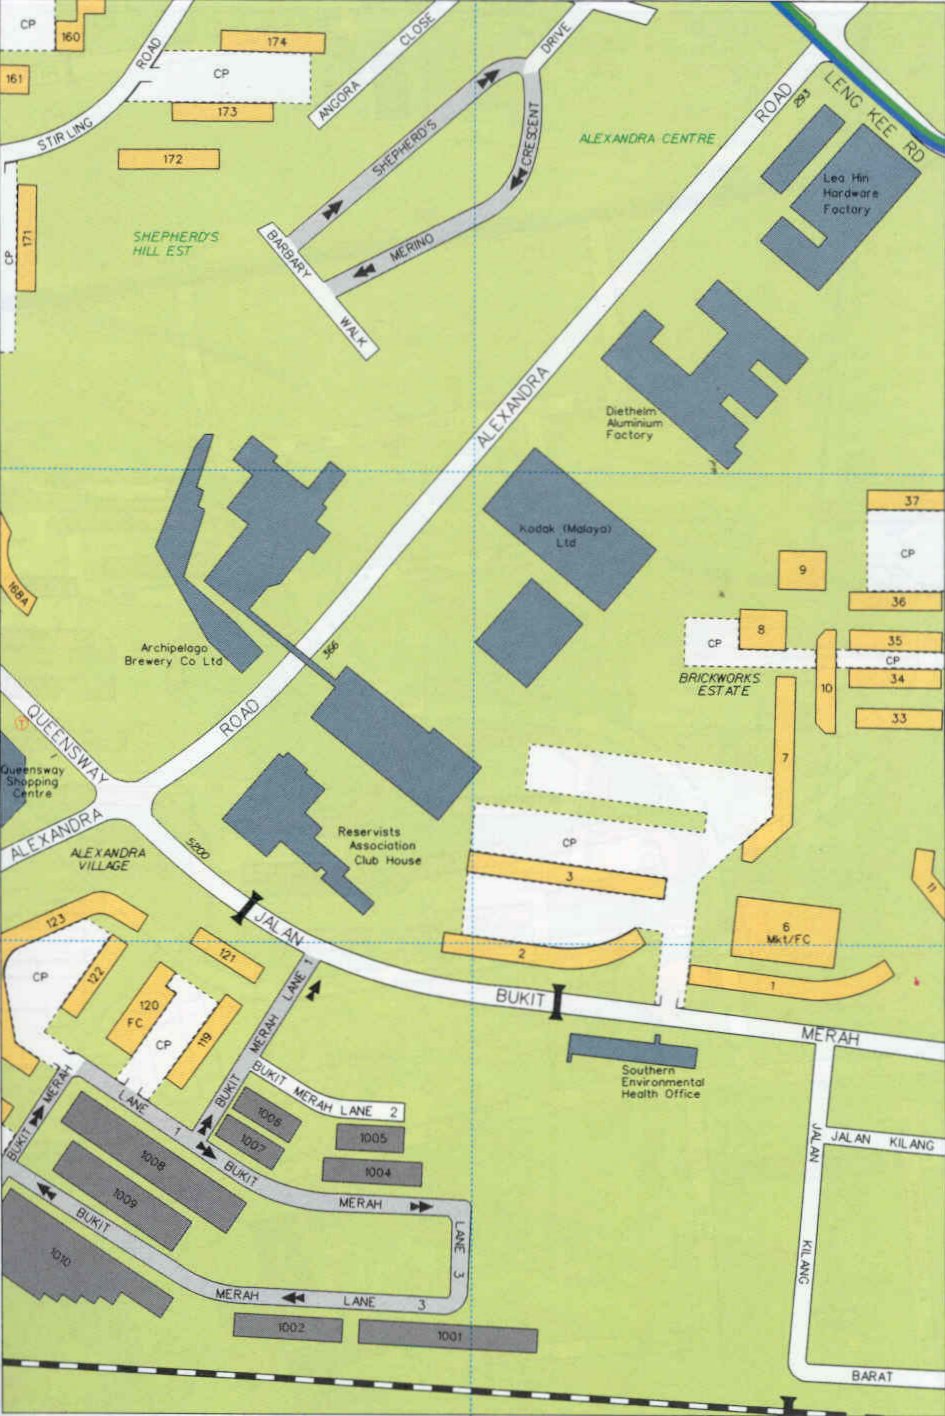 CP
160
161
ROAD
STIRLING
174
CP
173
172
171
CP
ANGORA
CLOSE
DRIVE
SHEPHERD'S
CRESCENT
MERINO
BARBARY
WALK
SHEPHERD'S
HILL EST
ALEXANDRA CENTRE
ROAD
293
LENG KEE RD
Lea Hin
Hardware
Factory
ALEXANDRA
Diethelm
Aluminium
Factory
Kodak (Malaya)
Ltd
168A
Archipelago
Brewery Co Ltd
366
ROAD
37
CP
9
36
8
CP
35
CP
34
10
33
BRICKWORKS
ESTATE
7
T
QUEENSWAY
Queensway
Shopping
Centre
ALEXANDRA
ALEXANDRA
VILLAGE
5200
Reservists
Association
Club House
CP
3
2
6
Mkt/FC
1
11
JALAN
BUKIT
MERAH
123
CP
122
121
120
FC
CP
119
BUKIT MERAH LANE 1
BUKIT MERAH LANE 2
BUKIT MERAH
LANE
1
1006
1007
1005
1004
1008
1009
1010
BUKIT
MERAH
LANE
3
BUKIT
MERAH
LANE
3
1002
1001
Southern
Environmental
Health Office
JALAN KILANG
JALAN
KILANG
BARAT